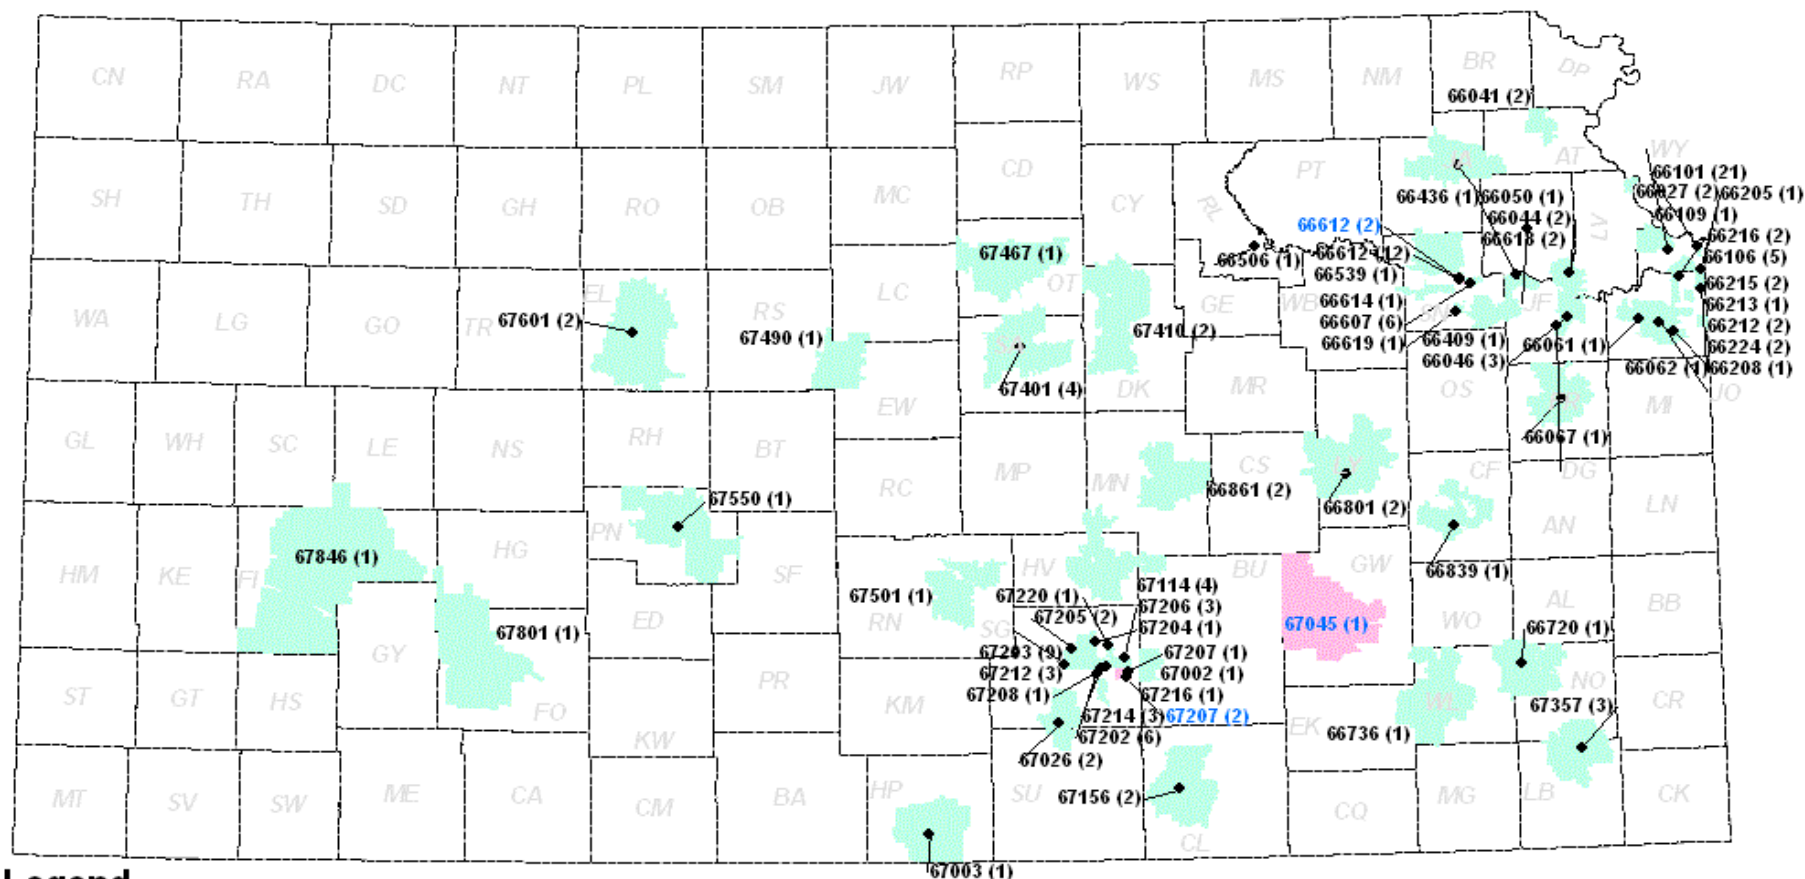 CN RA DC NT PL SM JW RP WS MS NM BR DP
66041 (2)
SH TH SD GH RO OB MC CD CY RL PT JA AT WY
66101 (21)
66436 (1) 66050 (1) 66205 (1)
66044 (2) 66109 (1)
66612 (2) 66618 (2) LV 66216 (2)
66506 (1) 66106 (5)
67467 (1) 66539 (1) 66215 (2)
WA LG GO TR EL RS LC OT GE WB SN JF
66614 (1) 66213 (1)
67601 (2) 66607 (6) 66212 (2)
67490 (1) 67410 (2) 66619 (1) 66409 (1) 66061 (1) 66224 (2)
SA 66046 (3) 66062 (1) 66208 (1)
67401 (4)
EW DK MR OS FR MI JO
GL WH SC LE NS RH BT 66067 (1)
RC MP MN CS LY CF DG
66861 (2) 66801 (2)
67550 (1)
LN
67846 (1) HG PN AN
HM KE FI SF HV BU GW 66839 (1)
67114 (4)
67501 (1) 67220 (1) 67206 (3)
67205 (2) AL BB
67801 (1) ED RN SG 67204 (1) 67045 (1) WO 66720 (1)
GY 67203 (9) 67207 (1)
67212 (3) 67002 (1)
ST GT HS FO PR KM 67208 (1) 67216 (1) WL NO CR
67214 (3) 67207 (2) 67357 (3)
KW 67202 (6) EK 66736 (1)
67026 (2)
MT SV SW ME CA CM BA HP SU 67156 (2) CQ MG LB CK
CL
67003 (1)
Legend